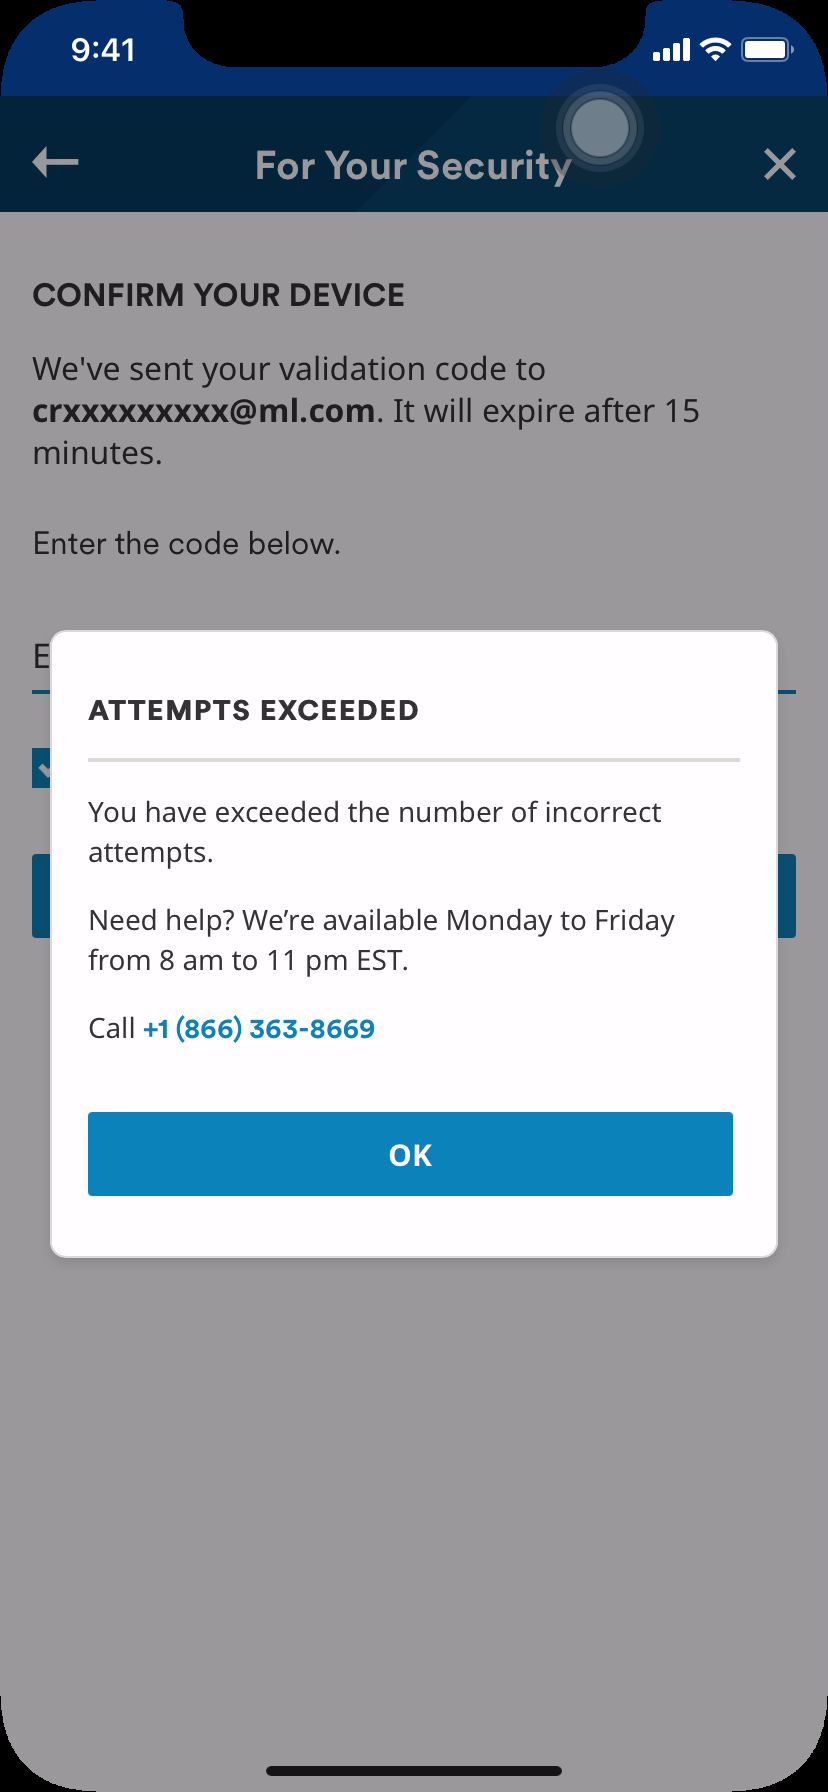 9:41
For Your Security
CONFIRM YOUR DEVICE
We've sent your validation code to
crxxxxxxxxx@ml.com. It will expire after 15
minutes.
Enter the code below.
E
ATTEMPTS EXCEEDED
You have exceeded the number of incorrect
attempts.
Need help? We’re available Monday to Friday
from 8 am to 11 pm EST.
Call +1 (866) 363-8669
OK